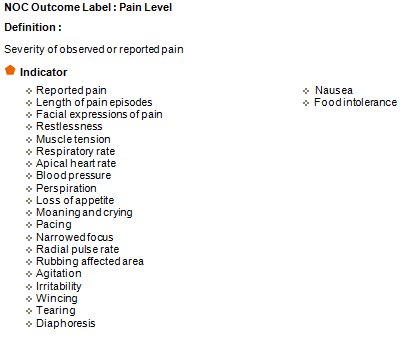 NOC Outcome Label : Pain Level
Definition :
Severity of observed or reported pain
Indicator
Reported pain
Length of pain episodes
Facial expressions of pain
Restlessness
Muscle tension
Respiratory rate
Apical heart rate
Blood pressure
Perspiration
Loss of appetite
Moaning and crying
Pacing
Narrowed focus
Radial pulse rate
Rubbing affected area
Agitation
Irritability
Wincing
Tearing
Diaphoresis
Nausea
Food intolerance